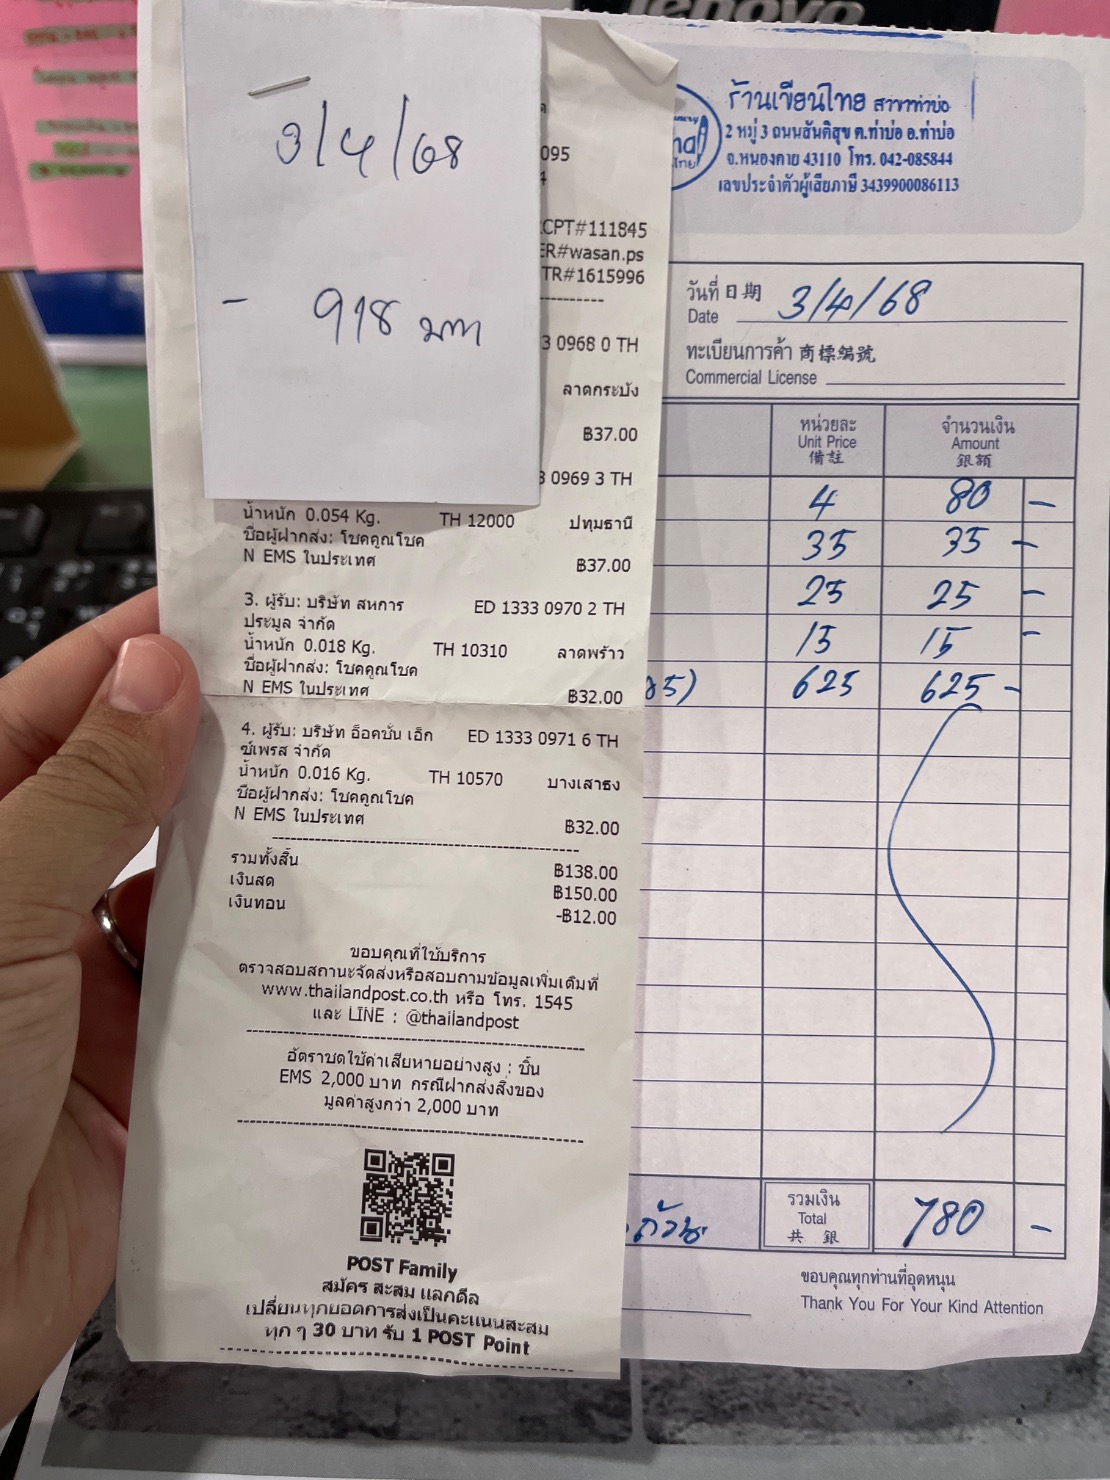 lenovo
3/4/68
- 918 บาท
095
CPT#111845
ER#wasan.ps
TR#1615996
3 0968 0 TH
ลาดกระบัง
฿37.00
3 0969 3 TH
น้ำหนัก 0.054 Kg. TH 12000 ปทุมธานี
ชื่อผู้ฝากส่ง: โชคคูณโชค
N EMS ในประเทศ ฿37.00
3. ผู้รับ: บริษัท สหการ ED 1333 0970 2 TH
ประมูล จำกัด
น้ำหนัก 0.018 Kg. TH 10310 ลาดพร้าว
ชื่อผู้ฝากส่ง: โชคคูณโชค
N EMS ในประเทศ ฿32.00
4. ผู้รับ: บริษัท อ็อคชั่น เอ็ก ED 1333 0971 6 TH
ซ์เพรส จำกัด
น้ำหนัก 0.016 Kg. TH 10570 บางเสาธง
ชื่อผู้ฝากส่ง: โชคคูณโชค
N EMS ในประเทศ ฿32.00
รวมทั้งสิ้น ฿138.00
เงินสด ฿150.00
เงินทอน -฿12.00
ขอบคุณที่ใช้บริการ
ตรวจสอบสถานะจัดส่งหรือสอบถามข้อมูลเพิ่มเติมที่
www.thailandpost.co.th หรือ โทร. 1545
และ LINE : @thailandpost
อัตราชดใช้ค่าเสียหายอย่างสูง : ชิ้น
EMS 2,000 บาท กรณีฝากส่งสิ่งของ
มูลค่าสูงกว่า 2,000 บาท
POST Family
สมัคร สะสม แลกดีล
เปลี่ยนทุกยอดการส่งเป็นคะแนนสะสม
ทุก ๆ 30 บาท รับ 1 POST Point
ร้านเขียนไทย สาขาท่าบ่อ
2 หมู่ 3 ถนนสันติสุข ต.ท่าบ่อ อ.ท่าบ่อ
จ.หนองคาย 43110 โทร. 042-085844
เลขประจำตัวผู้เสียภาษี 3439900086113
วันที่ 日期 3/4/68
Date
ทะเบียนการค้า 商標編號
Commercial License
หน่วยละ จำนวนเงิน
Unit Price Amount
備註 銀額
4 80 -
35 35 -
25 25 -
15 15 -
85) 625 625 -
ถ้วน รวมเงิน 780 -
Total
共 銀
ขอบคุณทุกท่านที่อุดหนุน
Thank You For Your Kind Attention